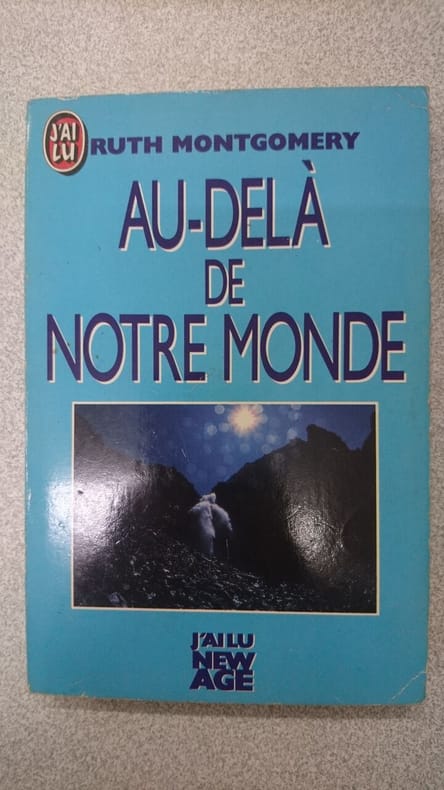 J'AI
LU
RUTH MONTGOMERY
AU-DELÀ
DE
NOTRE MONDE
J'AI LU
NEW
AGE